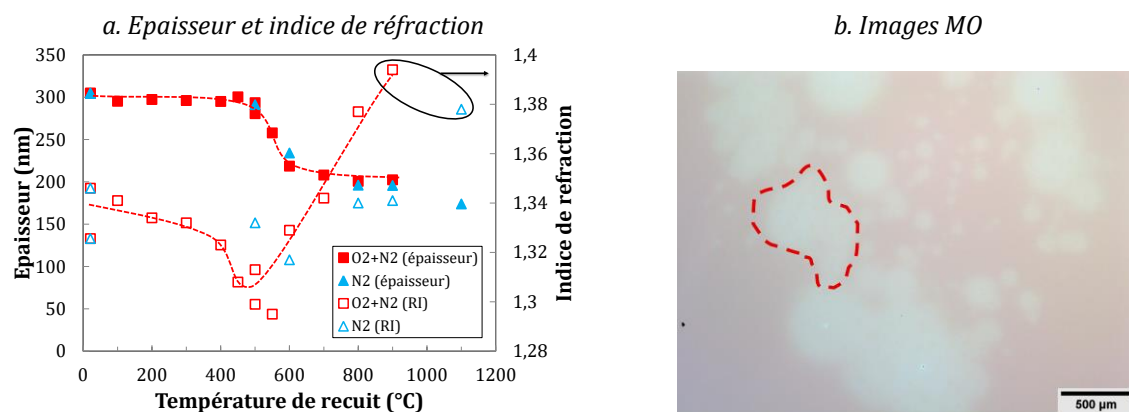 a. Epaisseur et indice de réfraction
b. Images MO
350
300
250
200
150
100
50
0
Epaisseur (nm)
1,4
1,38
1,36
1,34
1,32
1,3
1,28
Indice de refraction
O2+N2 (épaisseur)
N2 (épaisseur)
O2+N2 (RI)
N2 (RI)
0 200 400 600 800 1000 1200
Température de recuit (°C)
500 µm